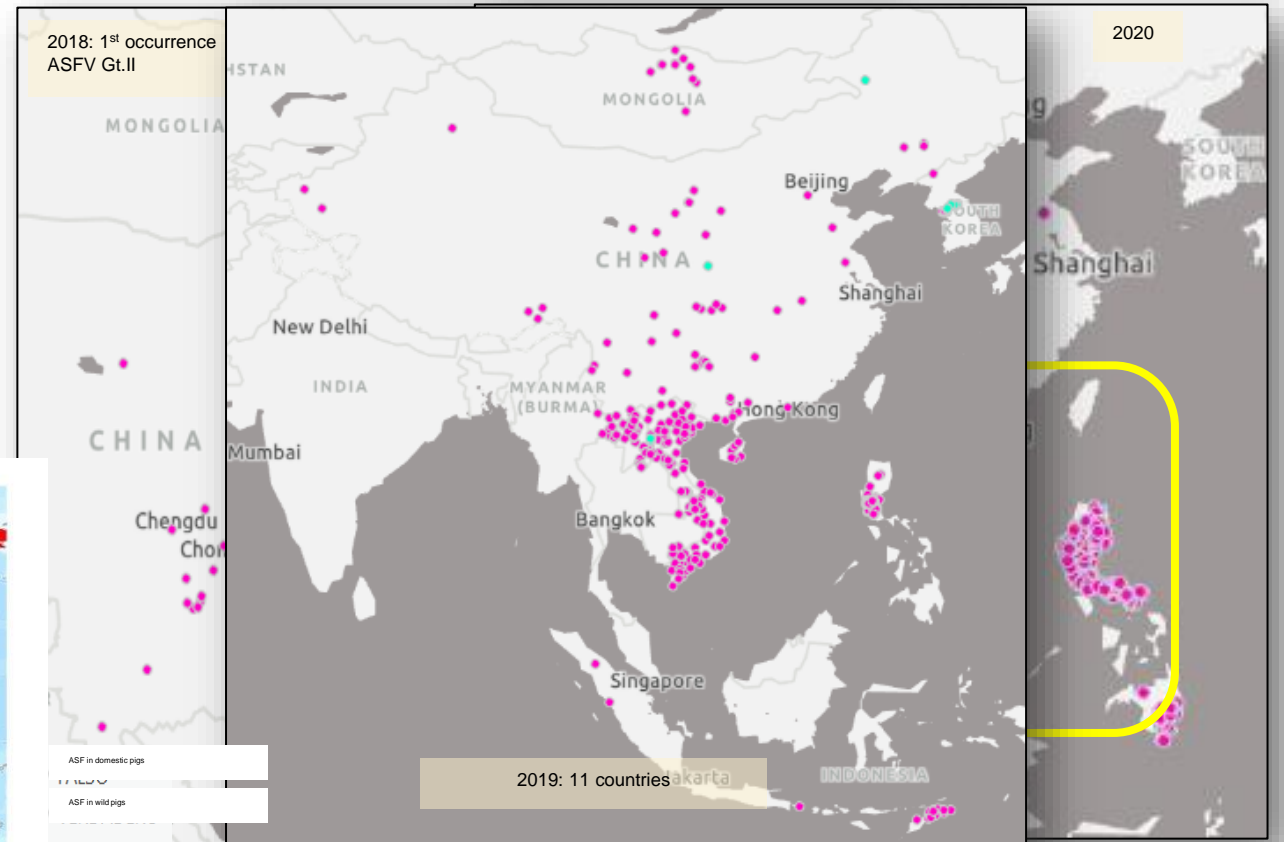 2018: 1st occurrence
ASFV Gt.II
MONGOLIA
CHINA
Chengdu
ASF in domestic pigs
ASF in wild pigs
HSTAN
MONGOLIA
Beijing
SOUTH
KOREA
CHINA
Shanghai
New Delhi
INDIA
MYANMAR
(BURMA)
Hong Kong
Mumbai
Bangkok
Singapore
INDONESIA
akarta
2019: 11 countries
2020
SOUTH
KOREA
Shanghai